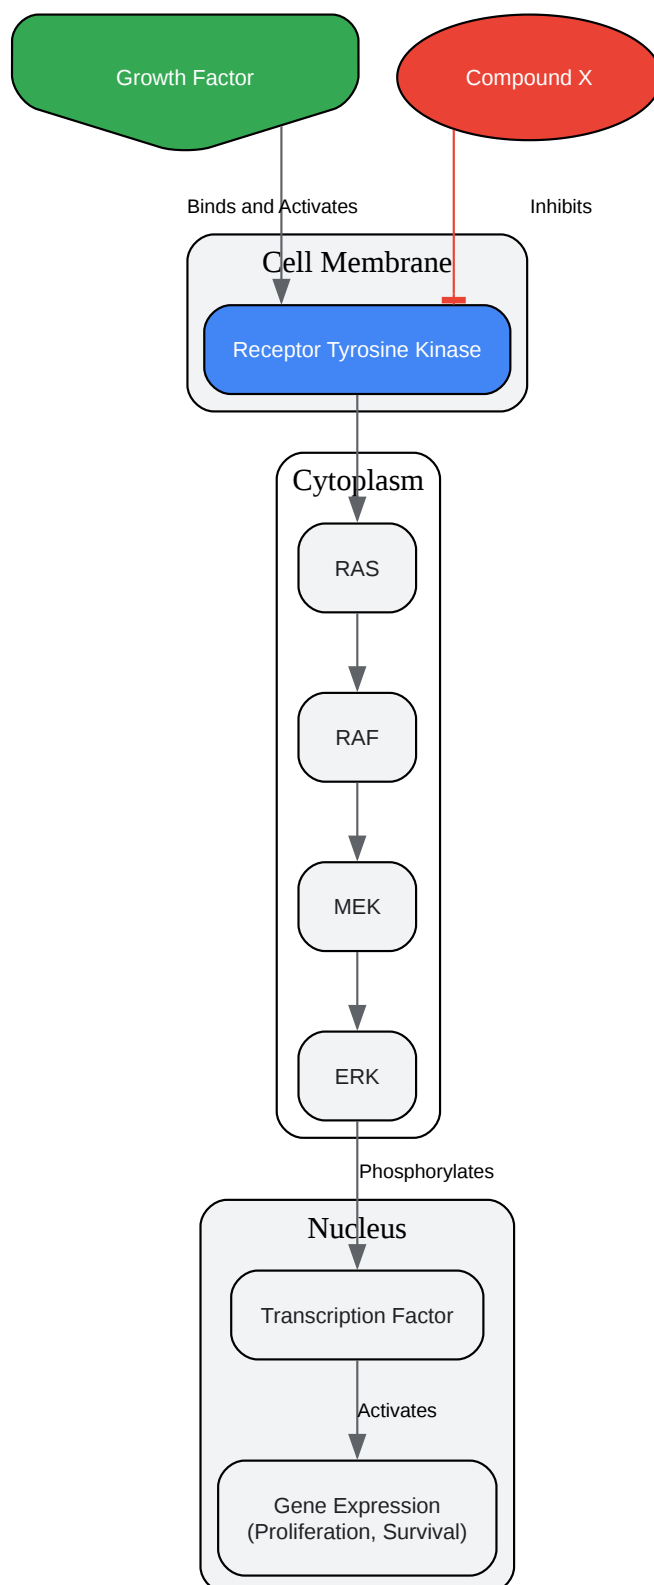 Growth Factor
Compound X
Binds and Activates
Inhibits
Cell Membrane
Receptor Tyrosine Kinase
Cytoplasm
RAS
RAF
MEK
ERK
Phosphorylates
Nucleus
Transcription Factor
Activates
Gene Expression
(Proliferation, Survival)